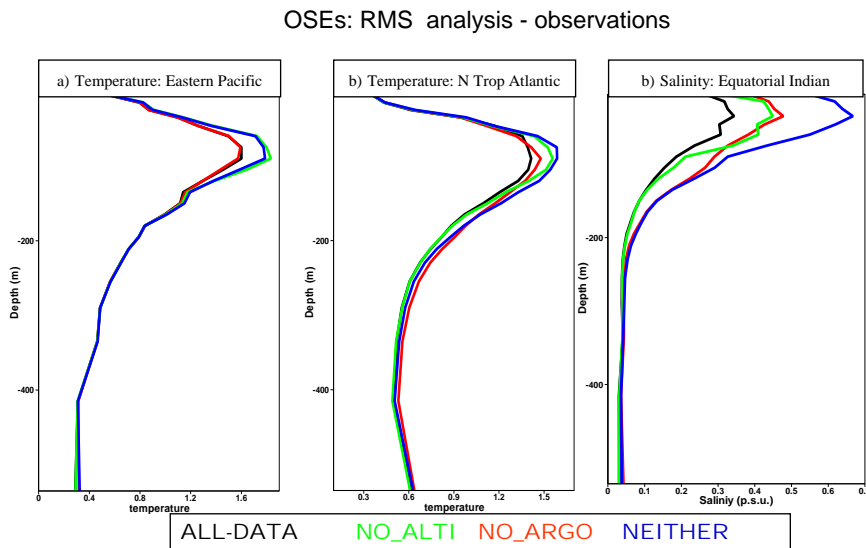 OSEs: RMS analysis - observations
a) Temperature: Eastern Pacific
b) Temperature: N Trop Atlantic
b) Salinity: Equatorial Indian
Depth (m)
-200
-400
0
0.4
0.8
1.2
1.6
temperature
Depth (m)
-200
-400
0.3
0.6
0.9
1.2
1.5
temperature
Depth (m)
-200
-400
0
0.1
0.2
0.3
0.4
0.5
0.6
0.
Saliniy (p.s.u.)
ALL-DATA NO_ALTI NO_ARGO NEITHER